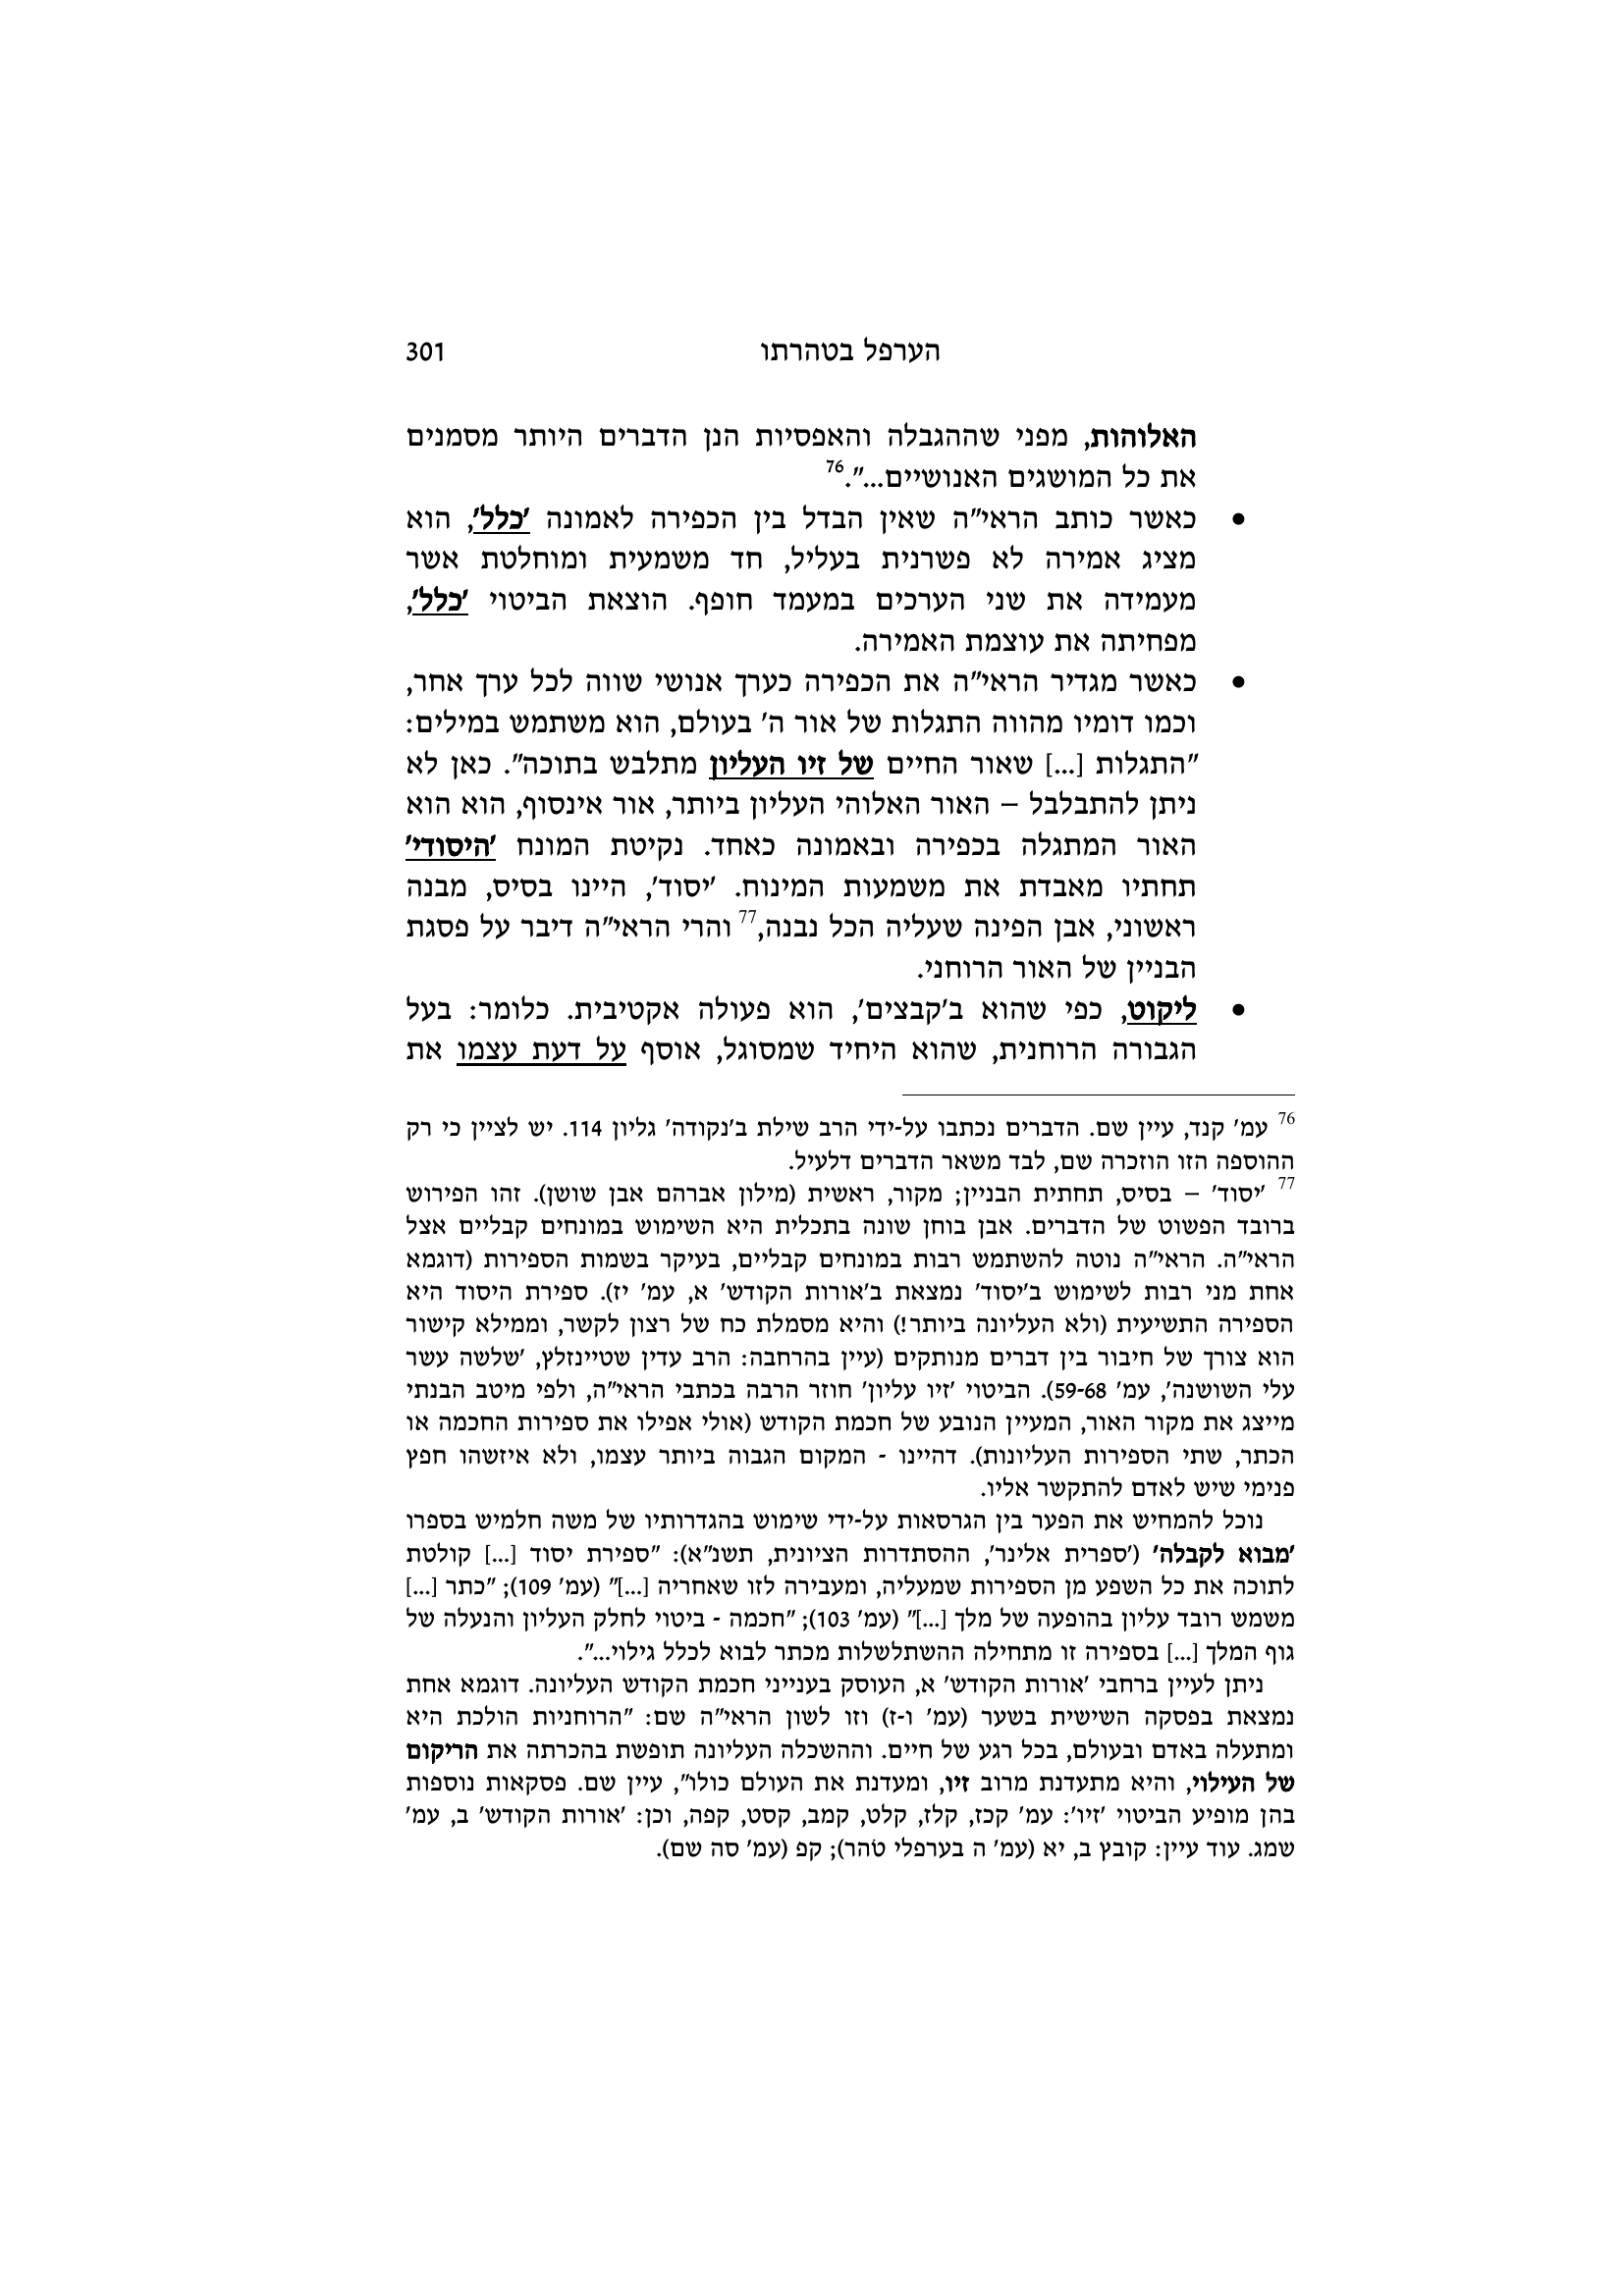 הערפל בטהרתו 301
האלוהות, מפני שההגבלה והאפסיות הנן הדברים היותר מסמנים
את כל המושגים האנושיים...".76
• כאשר כותב הראי"ה שאין הבדל בין הכפירה לאמונה 'כלל', הוא
מציג אמירה לא פשרנית בעליל, חד משמעית ומוחלטת אשר
מעמידה את שני הערכים במעמד חופף. הוצאת הביטוי 'כלל',
מפחיתה את עוצמת האמירה.
• כאשר מגדיר הראי"ה את הכפירה כערך אנושי שווה לכל ערך אחר,
וכמו דומיו מהווה התגלות של אור ה' בעולם, הוא משתמש במילים:
"התגלות [...] שאור החיים של זיו העליון מתלבש בתוכה". כאן לא
ניתן להתבלבל – האור האלוהי העליון ביותר, אור אינסוף, הוא הוא
האור המתגלה בכפירה ובאמונה כאחד. נקיטת המונח 'היסודי'
תחתיו מאבדת את משמעות המינוח. 'יסוד', היינו בסיס, מבנה
ראשוני, אבן הפינה שעליה הכל נבנה,77 והרי הראי"ה דיבר על פסגת
הבניין של האור הרוחני.
• ליקוט, כפי שהוא ב'קבצים', הוא פעולה אקטיבית. כלומר: בעל
הגבורה הרוחנית, שהוא היחיד שמסוגל, אוסף על דעת עצמו את
76 עמ' קנד, עיין שם. הדברים נכתבו על-ידי הרב שילת ב'נקודה' גליון 114. יש לציין כי רק
ההוספה הזו הוזכרה שם, לבד משאר הדברים דלעיל.
77 'יסוד' – בסיס, תחתית הבניין; מקור, ראשית (מילון אברהם אבן שושן). זהו הפירוש
ברובד הפשוט של הדברים. אבן בוחן שונה בתכלית היא השימוש במונחים קבליים אצל
הראי"ה. הראי"ה נוטה להשתמש רבות במונחים קבליים, בעיקר בשמות הספירות (דוגמא
אחת מני רבות לשימוש ב'יסוד' נמצאת ב'אורות הקודש' א, עמ' יז). ספירת היסוד היא
הספירה התשיעית (ולא העליונה ביותר!) והיא מסמלת כח של רצון לקשר, וממילא קישור
הוא צורך של חיבור בין דברים מנותקים (עיין בהרחבה: הרב עדין שטיינזלץ, 'שלשה עשר
עלי השושנה', עמ' 59-68). הביטוי 'זיו עליון' חוזר הרבה בכתבי הראי"ה, ולפי מיטב הבנתי
מייצג את מקור האור, המעיין הנובע של חכמת הקודש (אולי אפילו את ספירות החכמה או
הכתר, שתי הספירות העליונות). דהיינו - המקום הגבוה ביותר עצמו, ולא איזשהו חפץ
פנימי שיש לאדם להתקשר אליו.
נוכל להמחיש את הפער בין הגרסאות על-ידי שימוש בהגדרותיו של משה חלמיש בספרו
'מבוא לקבלה' ('ספרית אלינר', ההסתדרות הציונית, תשנ"א): "ספירת יסוד [...] קולטת
לתוכה את כל השפע מן הספירות שמעליה, ומעבירה לזו שאחריה [...]" (עמ' 109); "כתר [...]
משמש רובד עליון בהופעה של מלך [...]" (עמ' 103); "חכמה - ביטוי לחלק העליון והנעלה של
גוף המלך [...] בספירה זו מתחילה ההשתלשלות מכתר לבוא לכלל גילוי...".
ניתן לעיין ברחבי 'אורות הקודש' א, העוסק בענייני חכמת הקודש העליונה. דוגמא אחת
נמצאת בפסקה השישית בשער (עמ' ו-ז) וזו לשון הראי"ה שם: "הרוחניות הולכת היא
ומתעלה באדם ובעולם, בכל רגע של חיים. וההשכלה העליונה תופשת בהכרתה את הריקום
של העילוי, והיא מתעדנת מרוב זיו, ומעדנת את העולם כולו", עיין שם. פסקאות נוספות
בהן מופיע הביטוי 'זיו': עמ' קכז, קלז, קלט, קמב, קסט, קפה, וכן: 'אורות הקודש' ב, עמ'
שמג. עוד עיין: קובץ ב, יא (עמ' ה בערפלי טֹהר); קפ (עמ' סה שם).